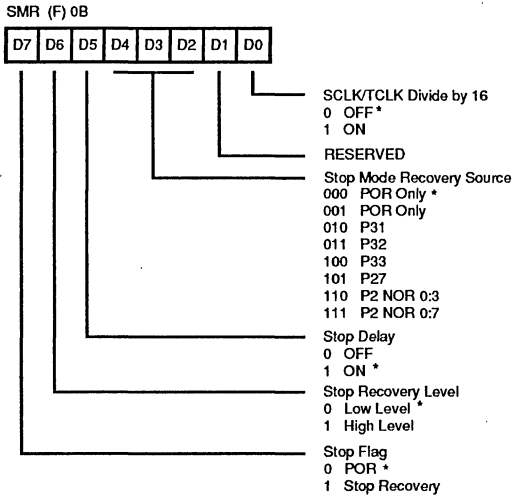 SMR (F) 0B
D7 D6 D5 D4 D3 D2 D1 D0
SCLK/TCLK Divide by 16
0 OFF *
1 ON
RESERVED
Stop Mode Recovery Source
000 POR Only *
001 POR Only
010 P31
011 P32
100 P33
101 P27
110 P2 NOR 0:3
111 P2 NOR 0:7
Stop Delay
0 OFF
1 ON *
Stop Recovery Level
0 Low Level *
1 High Level
Stop Flag
0 POR *
1 Stop Recovery